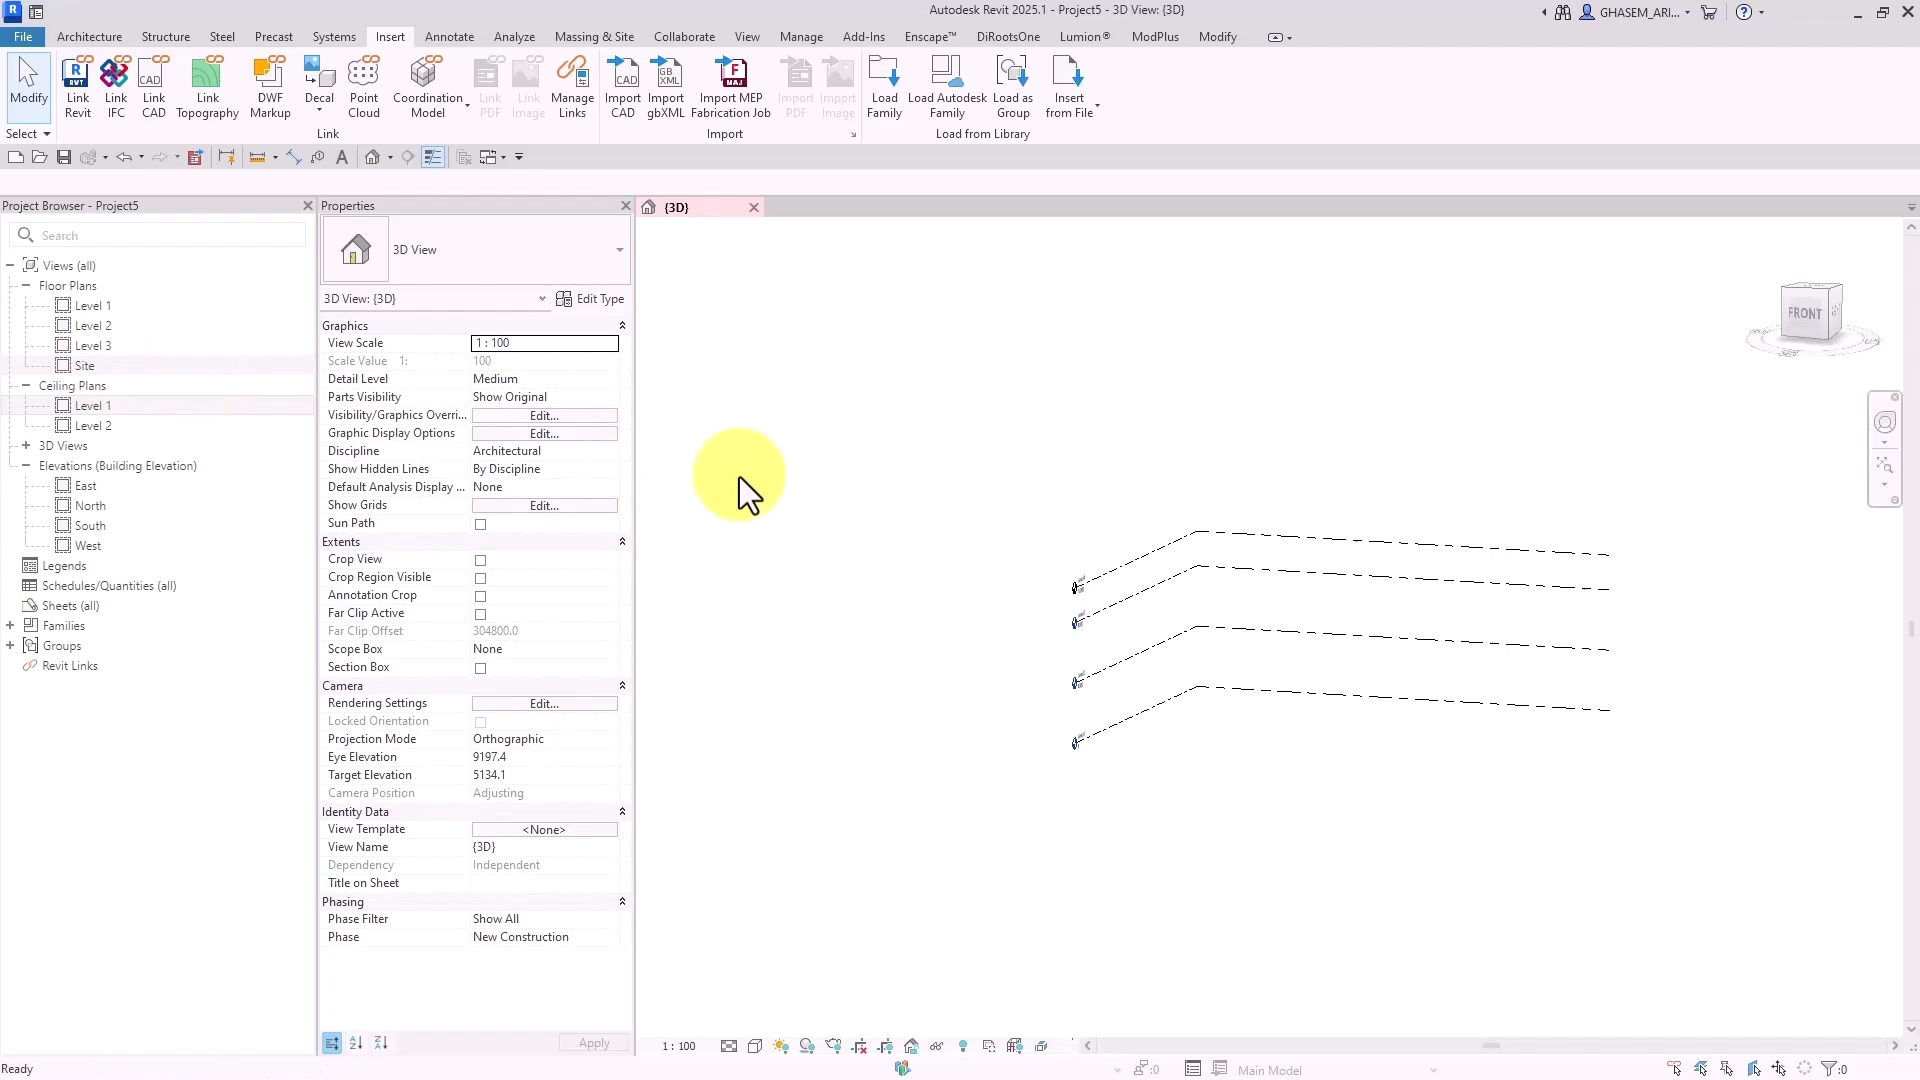 Autodesk Revit 2025.1 - Project5 - 3D View: {3D}
GHASEM_ARI...
File Architecture Structure Steel Precast Systems Insert Annotate Analyze Massing & Site Collaborate View Manage Add-Ins Enscape™ DiRootsOne Lumion® ModPlus Modify
Modify
Link Revit
Link IFC
Link CAD
Link Topography
DWF Markup
Decal
Point Cloud
Coordination Model
Link PDF
Link Image
Manage Links
Import CAD
Import gbXML
Import MEP Fabrication Job
Import PDF
Import Image
Load Family
Load Autodesk Family
Load as Group
Insert from File
Select
Link
Import
Load from Library
Project Browser - Project5
Search
Views (all)
Floor Plans
Level 1
Level 2
Level 3
Site
Ceiling Plans
Level 1
Level 2
3D Views
Elevations (Building Elevation)
East
North
South
West
Legends
Schedules/Quantities (all)
Sheets (all)
Families
Groups
Revit Links
Properties
3D View
3D View: {3D}
Edit Type
Graphics
View Scale 1 : 100
Scale Value 1: 100
Detail Level Medium
Parts Visibility Show Original
Visibility/Graphics Overri... Edit...
Graphic Display Options Edit...
Discipline Architectural
Show Hidden Lines By Discipline
Default Analysis Display ... None
Show Grids Edit...
Sun Path
Extents
Crop View
Crop Region Visible
Annotation Crop
Far Clip Active
Far Clip Offset 304800.0
Scope Box None
Section Box
Camera
Rendering Settings Edit...
Locked Orientation
Projection Mode Orthographic
Eye Elevation 9197.4
Target Elevation 5134.1
Camera Position Adjusting
Identity Data
View Template <None>
View Name {3D}
Dependency Independent
Title on Sheet
Phasing
Phase Filter Show All
Phase New Construction
Apply
{3D}
FRONT
1 : 100
Ready
:0
Main Model
:0